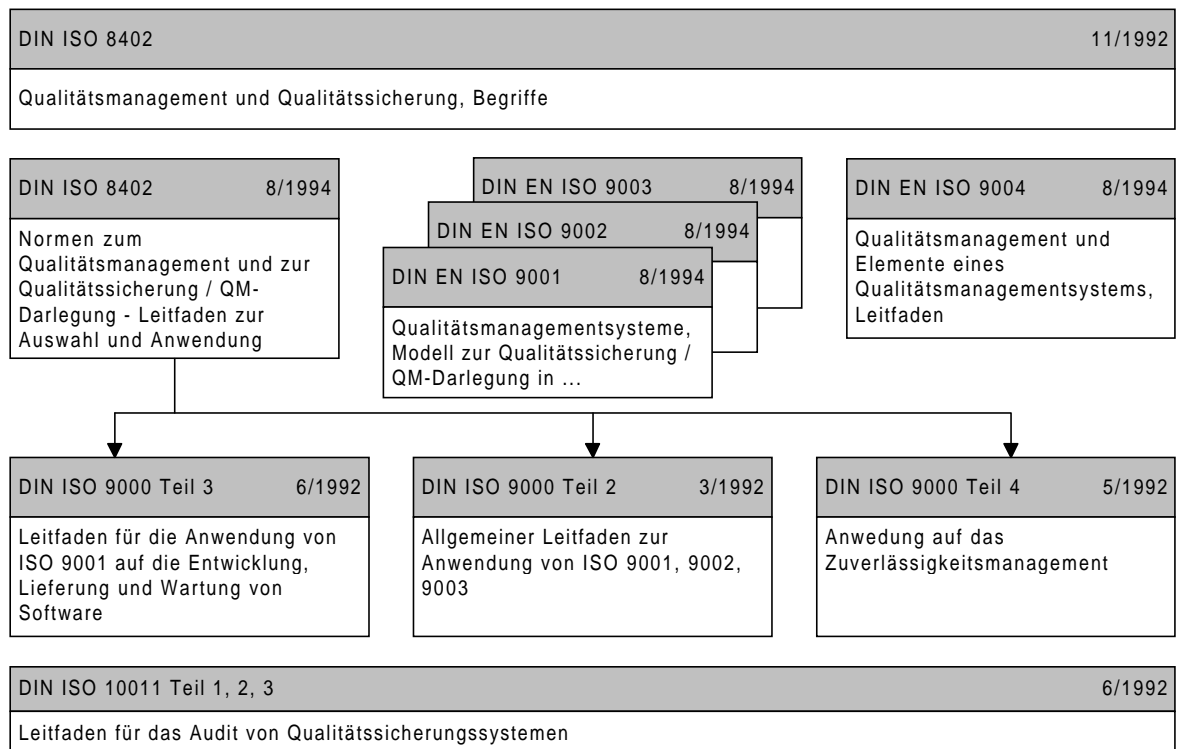 DIN ISO 8402 11/1992
Qualitätsmanagement und Qualitätssicherung, Begriffe
DIN ISO 8402 8/1994
Normen zum
Qualitätsmanagement und zur
Qualitätssicherung / QM-
Darlegung - Leitfaden zur
Auswahl und Anwendung
DIN EN ISO 9003 8/1994
DIN EN ISO 9002 8/1994
DIN EN ISO 9001 8/1994
Qualitätsmanagementsysteme,
Modell zur Qualitätssicherung /
QM-Darlegung in ...
DIN EN ISO 9004 8/1994
Qualitätsmanagement und
Elemente eines
Qualitätsmanagementsystems,
Leitfaden
DIN ISO 9000 Teil 3 6/1992
Leitfaden für die Anwendung von
ISO 9001 auf die Entwicklung,
Lieferung und Wartung von
Software
DIN ISO 9000 Teil 2 3/1992
Allgemeiner Leitfaden zur
Anwendung von ISO 9001, 9002,
9003
DIN ISO 9000 Teil 4 5/1992
Anwedung auf das
Zuverlässigkeitsmanagement
DIN ISO 10011 Teil 1, 2, 3 6/1992
Leitfaden für das Audit von Qualitätssicherungssystemen